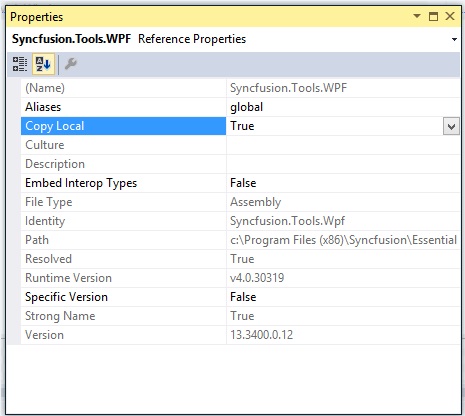 Properties
Syncfusion.Tools.WPF Reference Properties
(Name) Syncfusion.Tools.WPF
Aliases global
Copy Local True
Culture
Description
Embed Interop Types False
File Type Assembly
Identity Syncfusion.Tools.Wpf
Path c:\Program Files (x86)\Syncfusion\Essential
Resolved True
Runtime Version v4.0.30319
Specific Version False
Strong Name True
Version 13.3400.0.12